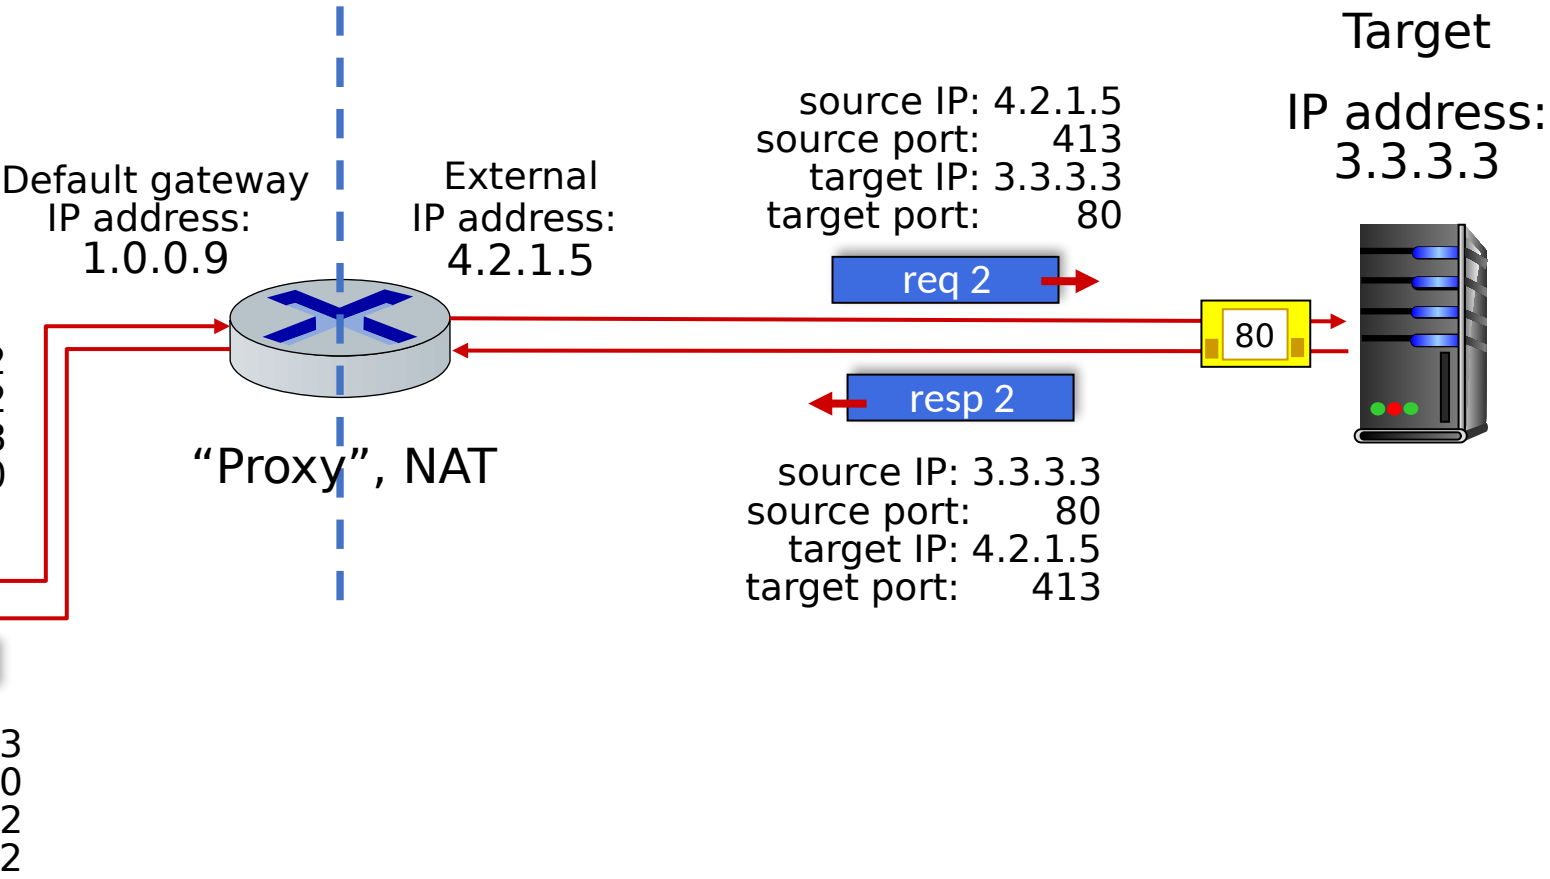 Target
IP address:
3.3.3.3
source IP: 4.2.1.5
source port: 413
target IP: 3.3.3.3
target port: 80
Default gateway
IP address:
1.0.0.9
External
IP address:
4.2.1.5
req 2
80
resp 2
“Proxy”, NAT
source IP: 3.3.3.3
source port: 80
target IP: 4.2.1.5
target port: 413
3
0
2
2